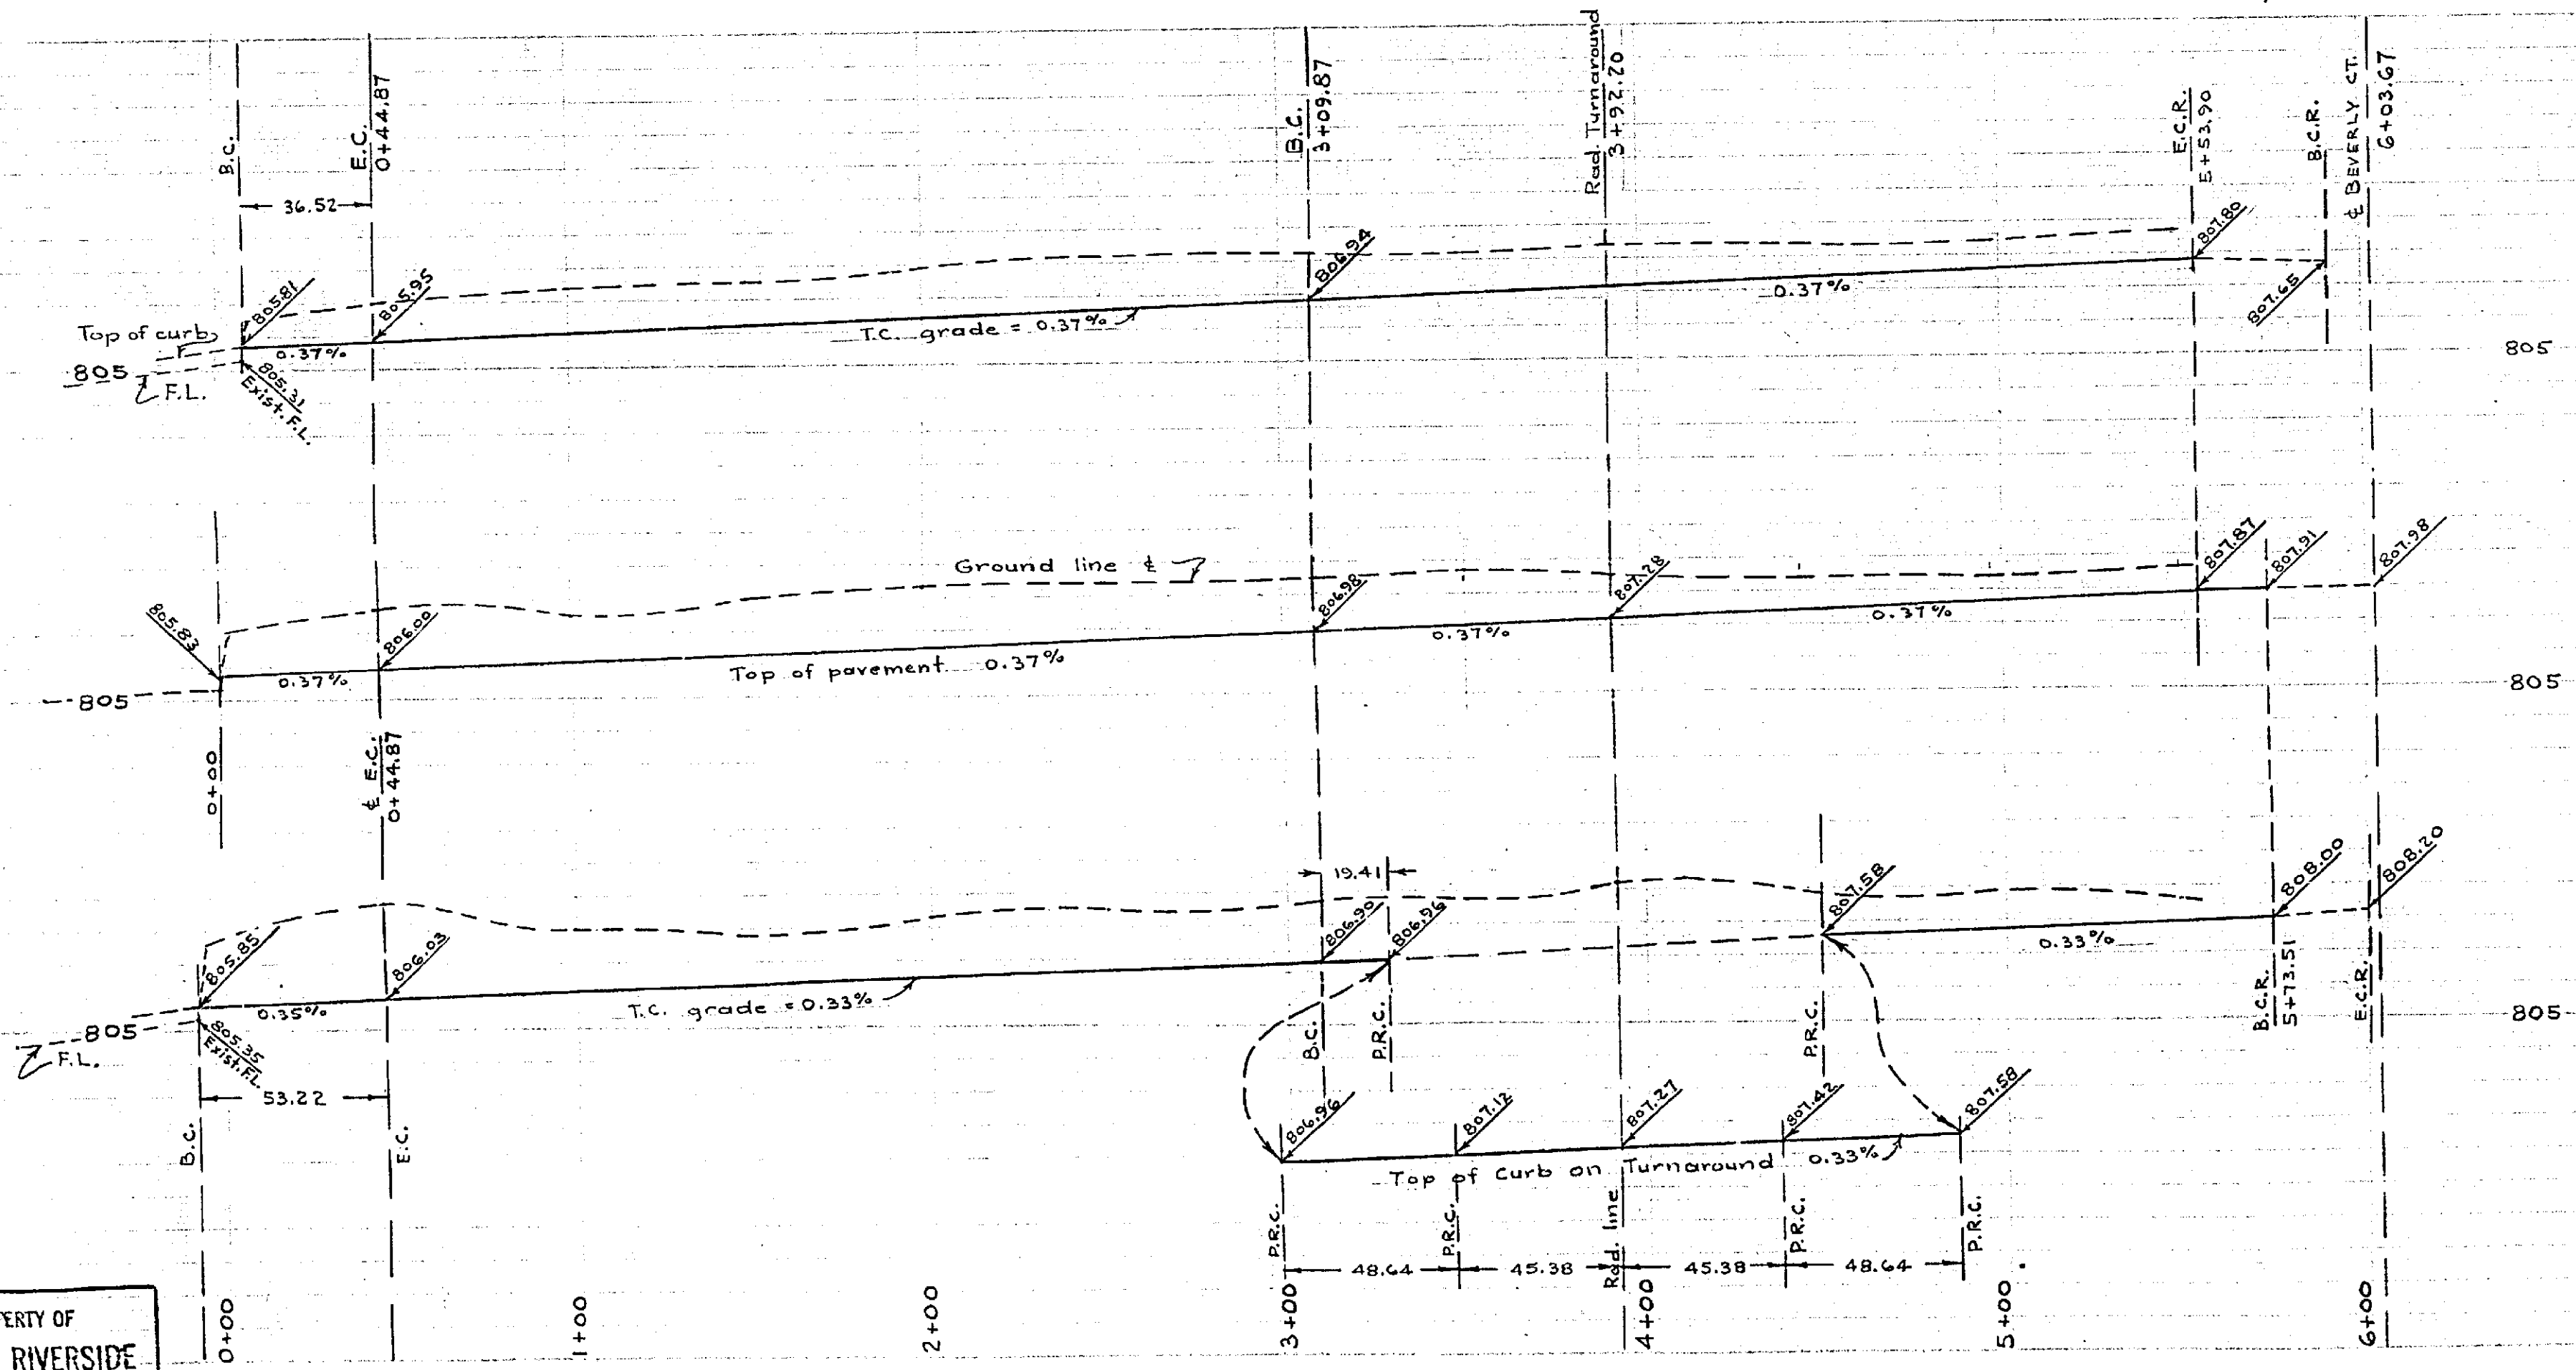 B.C.
E.C.
0+44.87
B.C.
3+09.87
Rad. Turnaround
3+92.20
E.C.R.
5+53.90
B.C.R.
℄ BEVERLY CT.
6+03.67
36.52
805.81
805.95
806.94
807.80
807.65
Top of curb
0.37%
T.C. grade = 0.37%
0.37%
805
805
F.L.
805.31
Exist. F.L.
Ground line ℄
805.83
806.00
806.98
807.28
807.87
807.91
807.98
0.37%
Top of pavement 0.37%
0.37%
0.37%
805
805
0+00
℄ E.C.
0+44.87
19.41
805.85
806.03
806.90
806.96
807.58
808.00
808.20
0.35%
T.C. grade = 0.33%
0.33%
805
805
F.L.
805.35
Exist. F.L.
53.22
B.C.
E.C.
B.C.
P.R.C.
P.R.C.
B.C.R.
5+73.51
E.C.R.
806.96
807.12
807.27
807.42
807.58
Top of Curb on Turnaround 0.33%
P.R.C.
P.R.C.
Rad. line
P.R.C.
P.R.C.
48.64
45.38
45.38
48.64
0+00
1+00
2+00
3+00
4+00
5+00
6+00
ERTY OF
RIVERSIDE